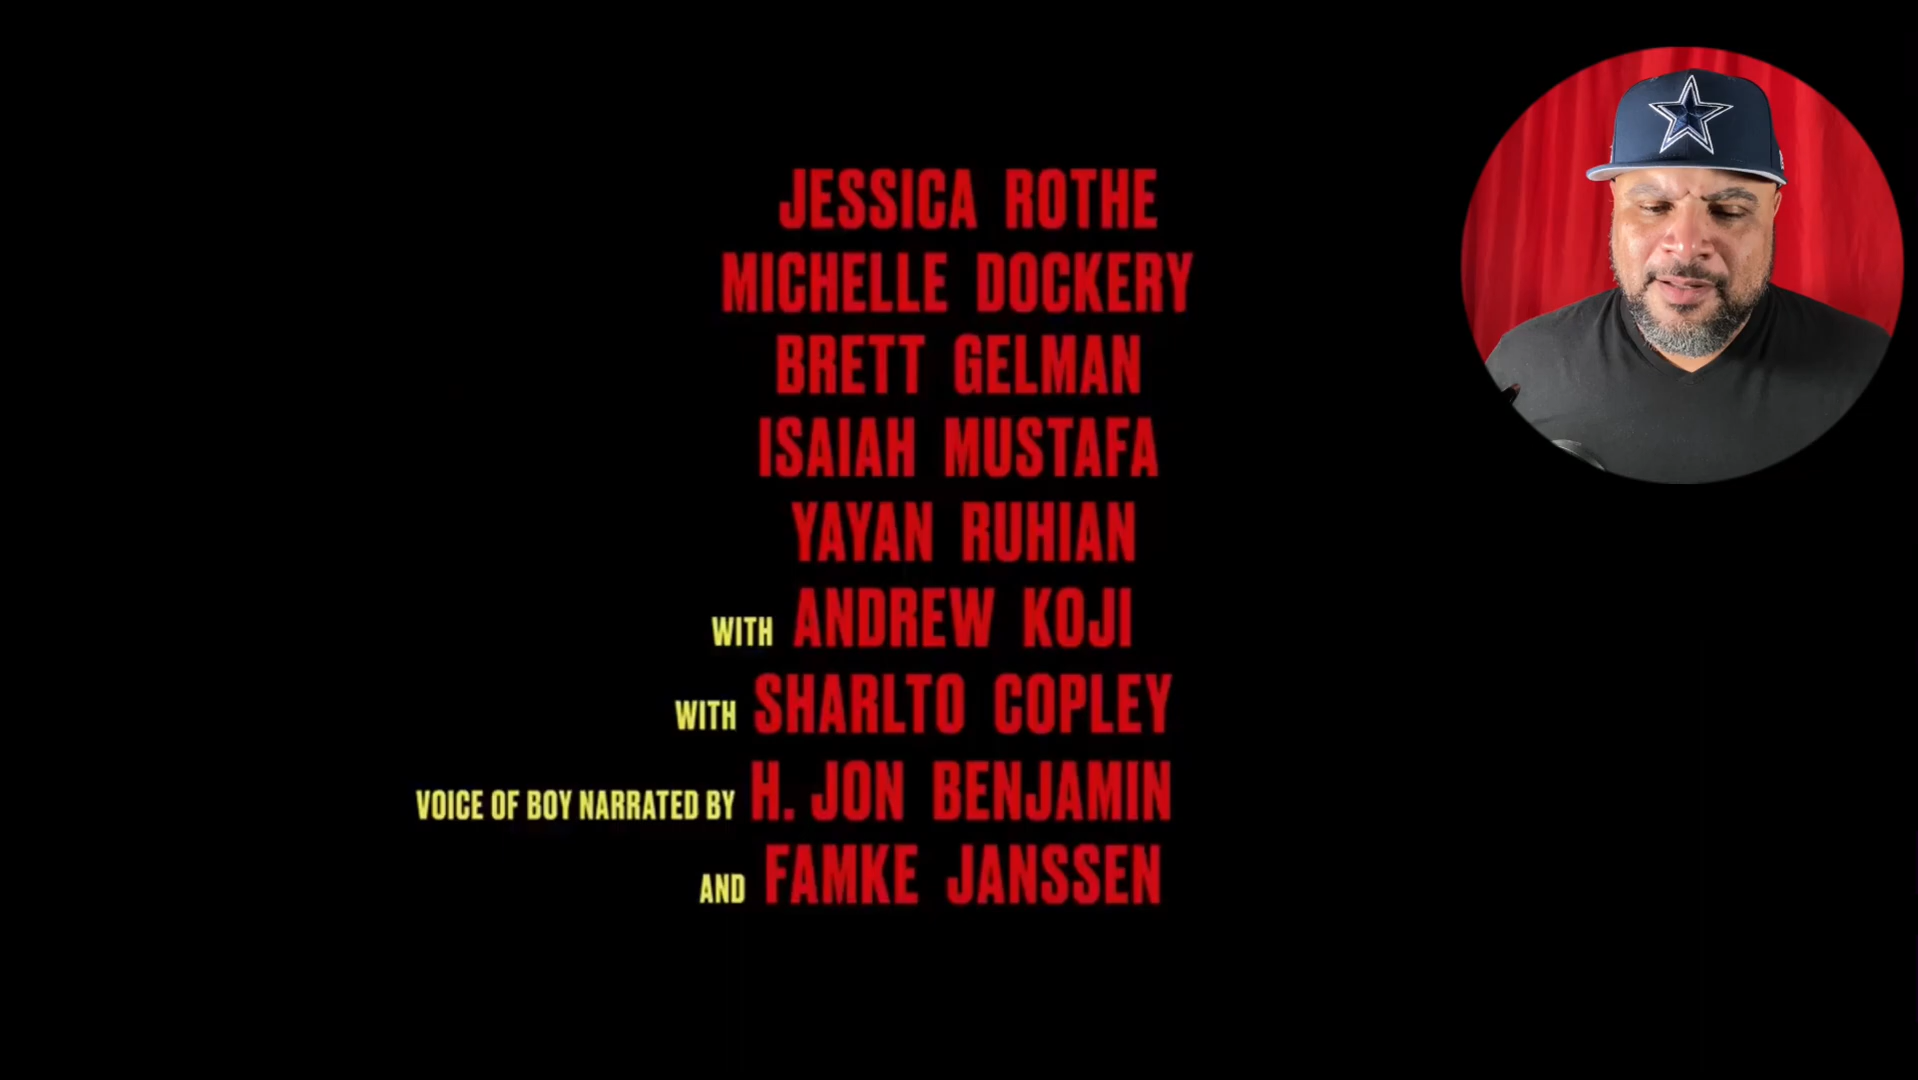 JESSICA ROTHE
MICHELLE DOCKERY
BRETT GELMAN
ISAIAH MUSTAFA
YAYAN RUHIAN
WITH ANDREW KOJI
WITH SHARLTO COPLEY
VOICE OF BOY NARRATED BY H. JON BENJAMIN
AND FAMKE JANSSEN